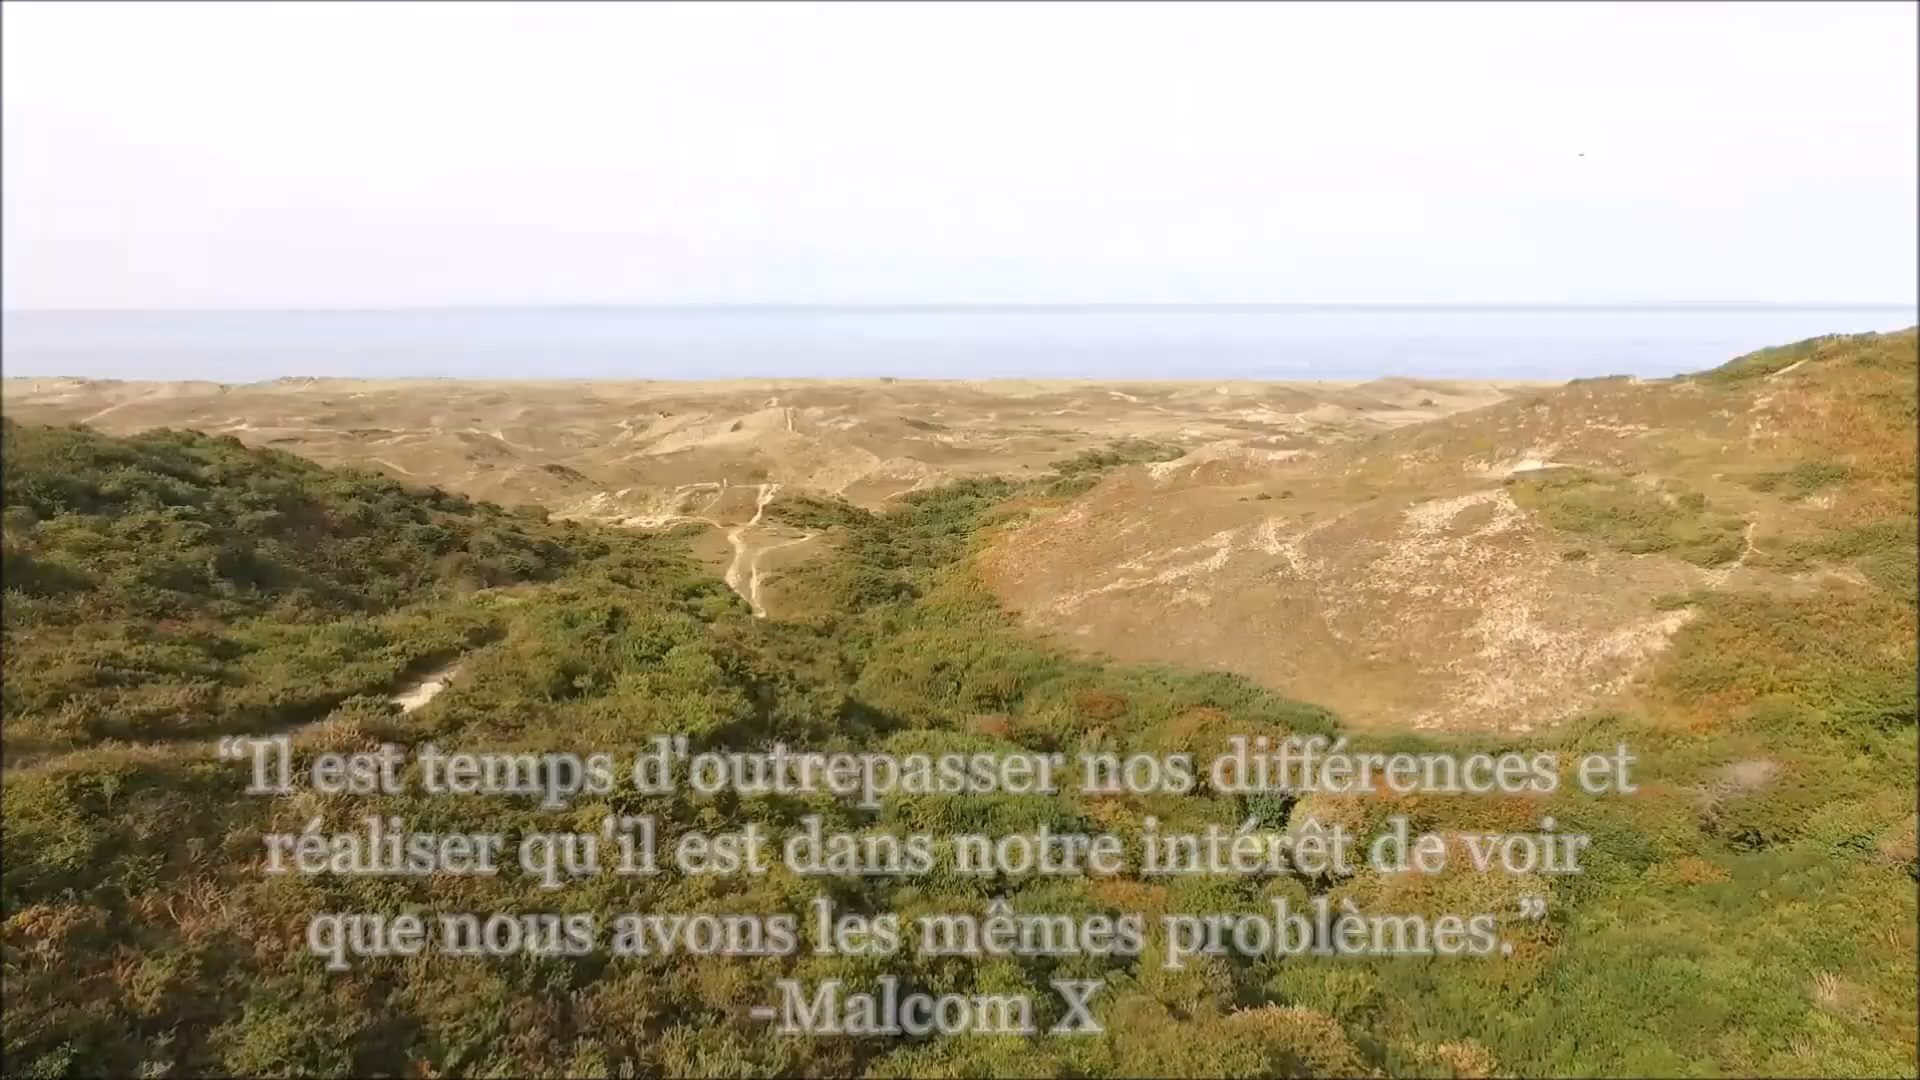 “Il est temps d'outrepasser nos différences et
réaliser qu'il est dans notre intérêt de voir
que nous avons les mêmes problèmes.”
-Malcom X